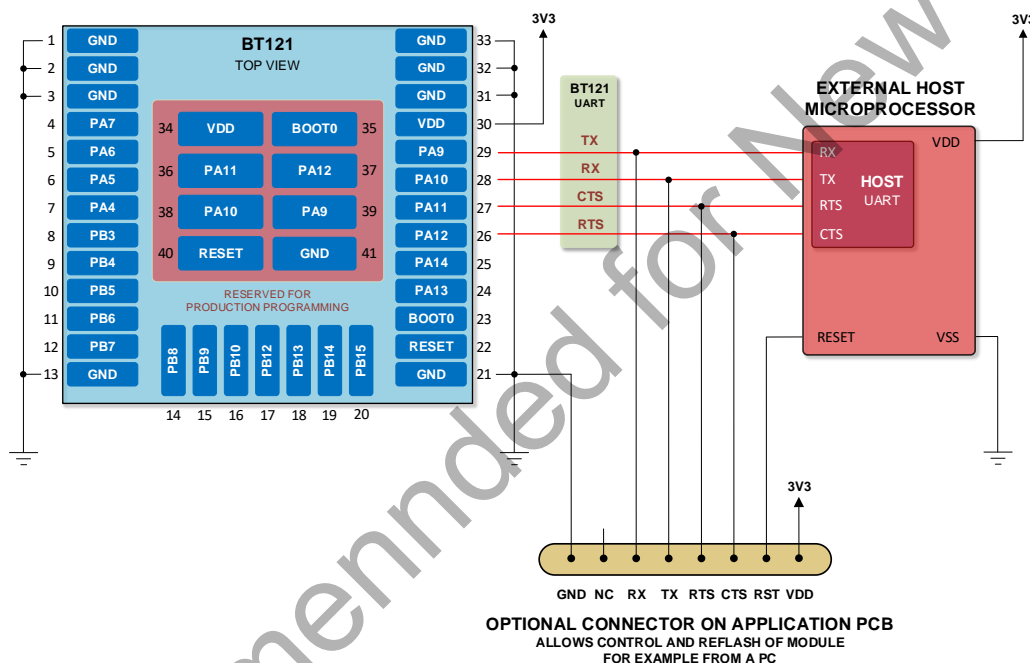 BT121
TOP VIEW
1 GND
2 GND
3 GND
4 PA7
5 PA6
6 PA5
7 PA4
8 PB3
9 PB4
10 PB5
11 PB6
12 PB7
13 GND
34 VDD BOOT0 35
36 PA11 PA12 37
38 PA10 PA9 39
40 RESET GND 41
RESERVED FOR
PRODUCTION PROGRAMMING
PB8 PB9 PB10 PB12 PB13 PB14 PB15
14 15 16 17 18 19 20
GND 33
GND 32
GND 31
VDD 30
PA9 29
PA10 28
PA11 27
PA12 26
PA14 25
PA13 24
BOOT0 23
RESET 22
GND 21
3V3
BT121
UART
TX
RX
CTS
RTS
3V3
EXTERNAL HOST
MICROPROCESSOR
VDD
RX
TX
RTS
CTS
HOST
UART
RESET
VSS
3V3
GND NC RX TX RTS CTS RST VDD
OPTIONAL CONNECTOR ON APPLICATION PCB
ALLOWS CONTROL AND REFLASH OF MODULE
FOR EXAMPLE FROM A PC
mmennded for New